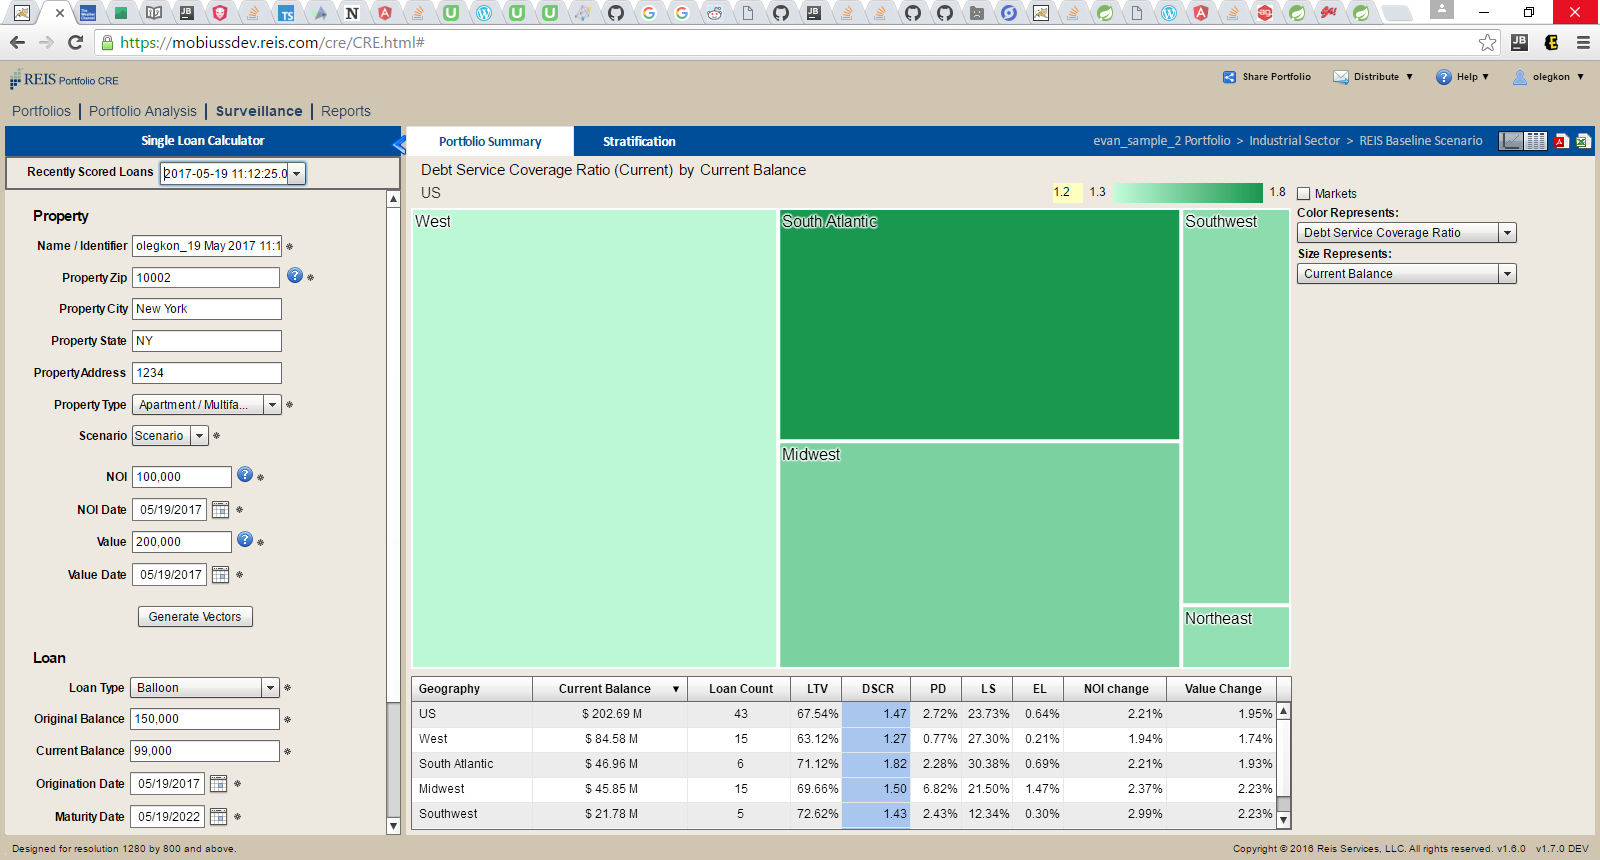 https://mobiussdev.reis.com/cre/CRE.html#
REIS Portfolio CRE
Share Portfolio
Distribute ▼
Help ▼
olegkon ▼
Portfolios | Portfolio Analysis | Surveillance | Reports
Single Loan Calculator
Portfolio Summary
Stratification
evan_sample_2 Portfolio > Industrial Sector > REIS Baseline Scenario
Recently Scored Loans 2017-05-19 11:12:25.0
Debt Service Coverage Ratio (Current) by Current Balance
US
1.2 1.3 1.8
Markets
Color Represents:
Debt Service Coverage Ratio
Size Represents:
Current Balance
Property
Name / Identifier olegkon_19 May 2017 11:1
Property Zip 10002
Property City New York
Property State NY
Property Address 1234
Property Type Apartment / Multifa...
Scenario Scenario
NOI 100,000
NOI Date 05/19/2017
Value 200,000
Value Date 05/19/2017
Generate Vectors
Loan
Loan Type Balloon
Original Balance 150,000
Current Balance 99,000
Origination Date 05/19/2017
Maturity Date 05/19/2022
West
South Atlantic
Southwest
Midwest
Northeast
Geography Current Balance ▼ Loan Count LTV DSCR PD LS EL NOI change Value Change
US $ 202.69 M 43 67.54% 1.47 2.72% 23.73% 0.64% 2.21% 1.95%
West $ 84.58 M 15 63.12% 1.27 0.77% 27.30% 0.21% 1.94% 1.74%
South Atlantic $ 46.96 M 6 71.12% 1.82 2.28% 30.38% 0.69% 2.21% 1.93%
Midwest $ 45.85 M 15 69.66% 1.50 6.82% 21.50% 1.47% 2.37% 2.23%
Southwest $ 21.78 M 5 72.62% 1.43 2.43% 12.34% 0.30% 2.99% 2.23%
Designed for resolution 1280 by 800 and above.
Copyright © 2016 Reis Services, LLC. All rights reserved. v1.6.0 v1.7.0 DEV